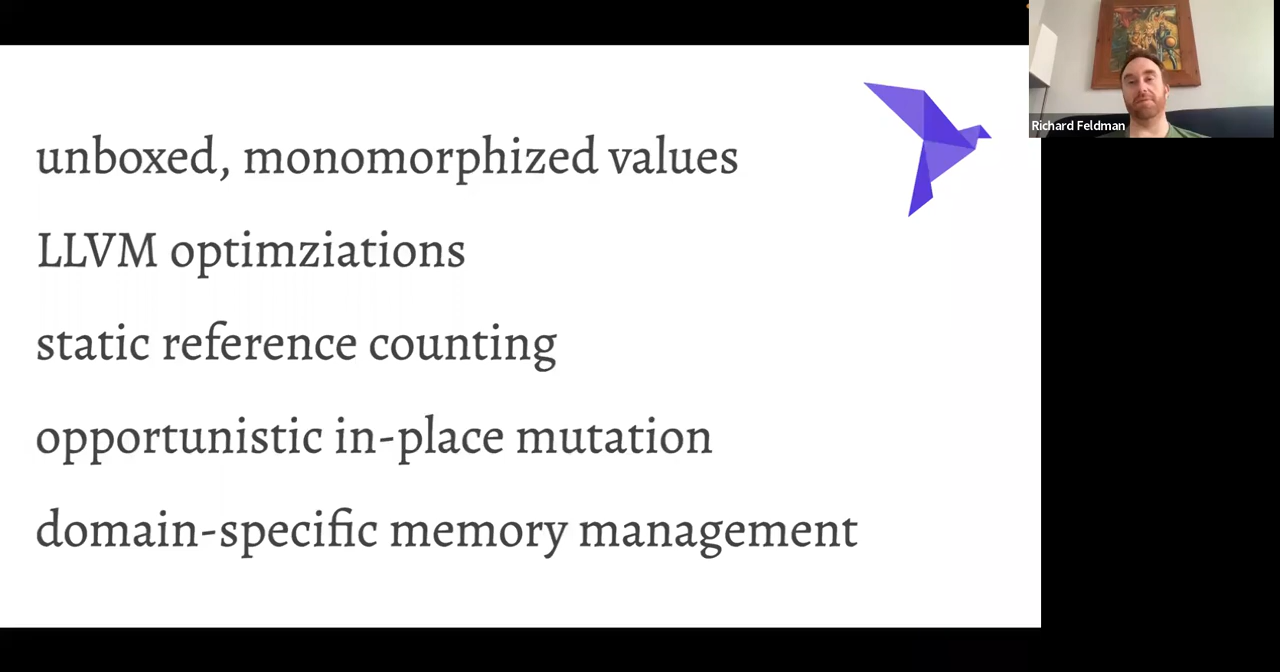 unboxed, monomorphized values
LLVM optimziations
static reference counting
opportunistic in-place mutation
domain-specific memory management
Richard Feldman